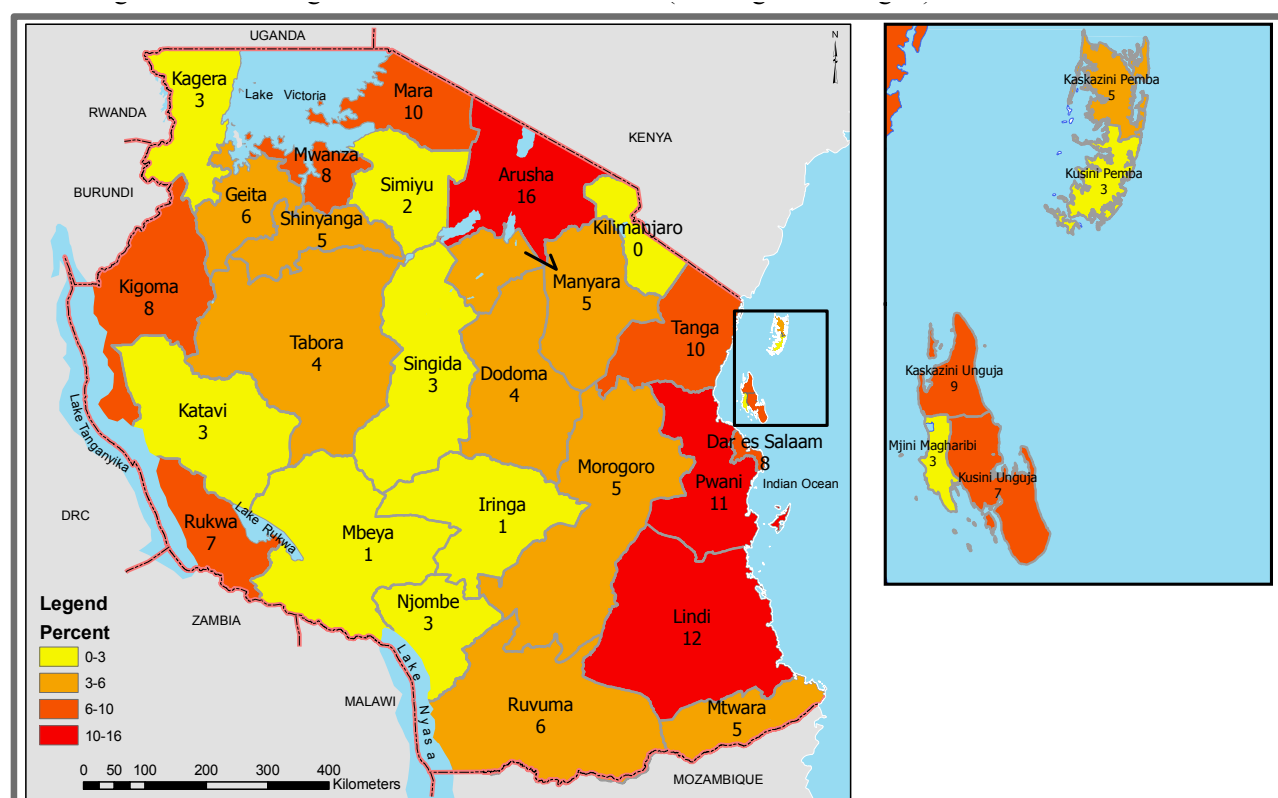 UGANDA
N
Kagera
3
Lake Victoria
Mara
10
RWANDA
KENYA
Mwanza
8
BURUNDI
Simiyu
2
Arusha
16
Geita
6
Shinyanga
5
Kilimanjaro
0
Kigoma
8
Manyara
5
Tabora
4
Singida
3
Dodoma
4
Tanga
10
Katavi
3
Lake Tanganyika
Dar es Salaam
8
Morogoro
5
Pwani
11
Indian Ocean
DRC
Rukwa
7
Lake Rukwa
Mbeya
1
Iringa
1
ZAMBIA
Njombe
3
Lindi
12
Lake Nyasa
MALAWI
Ruvuma
6
Mtwara
5
MOZAMBIQUE
Legend
Percent
0-3
3-6
6-10
10-16
0 50 100 200 300 400
Kilometers
Kaskazini Pemba
5
Kusini Pemba
3
Kaskazini Unguja
9
Mjini Magharibi
3
Kusini Unguja
7